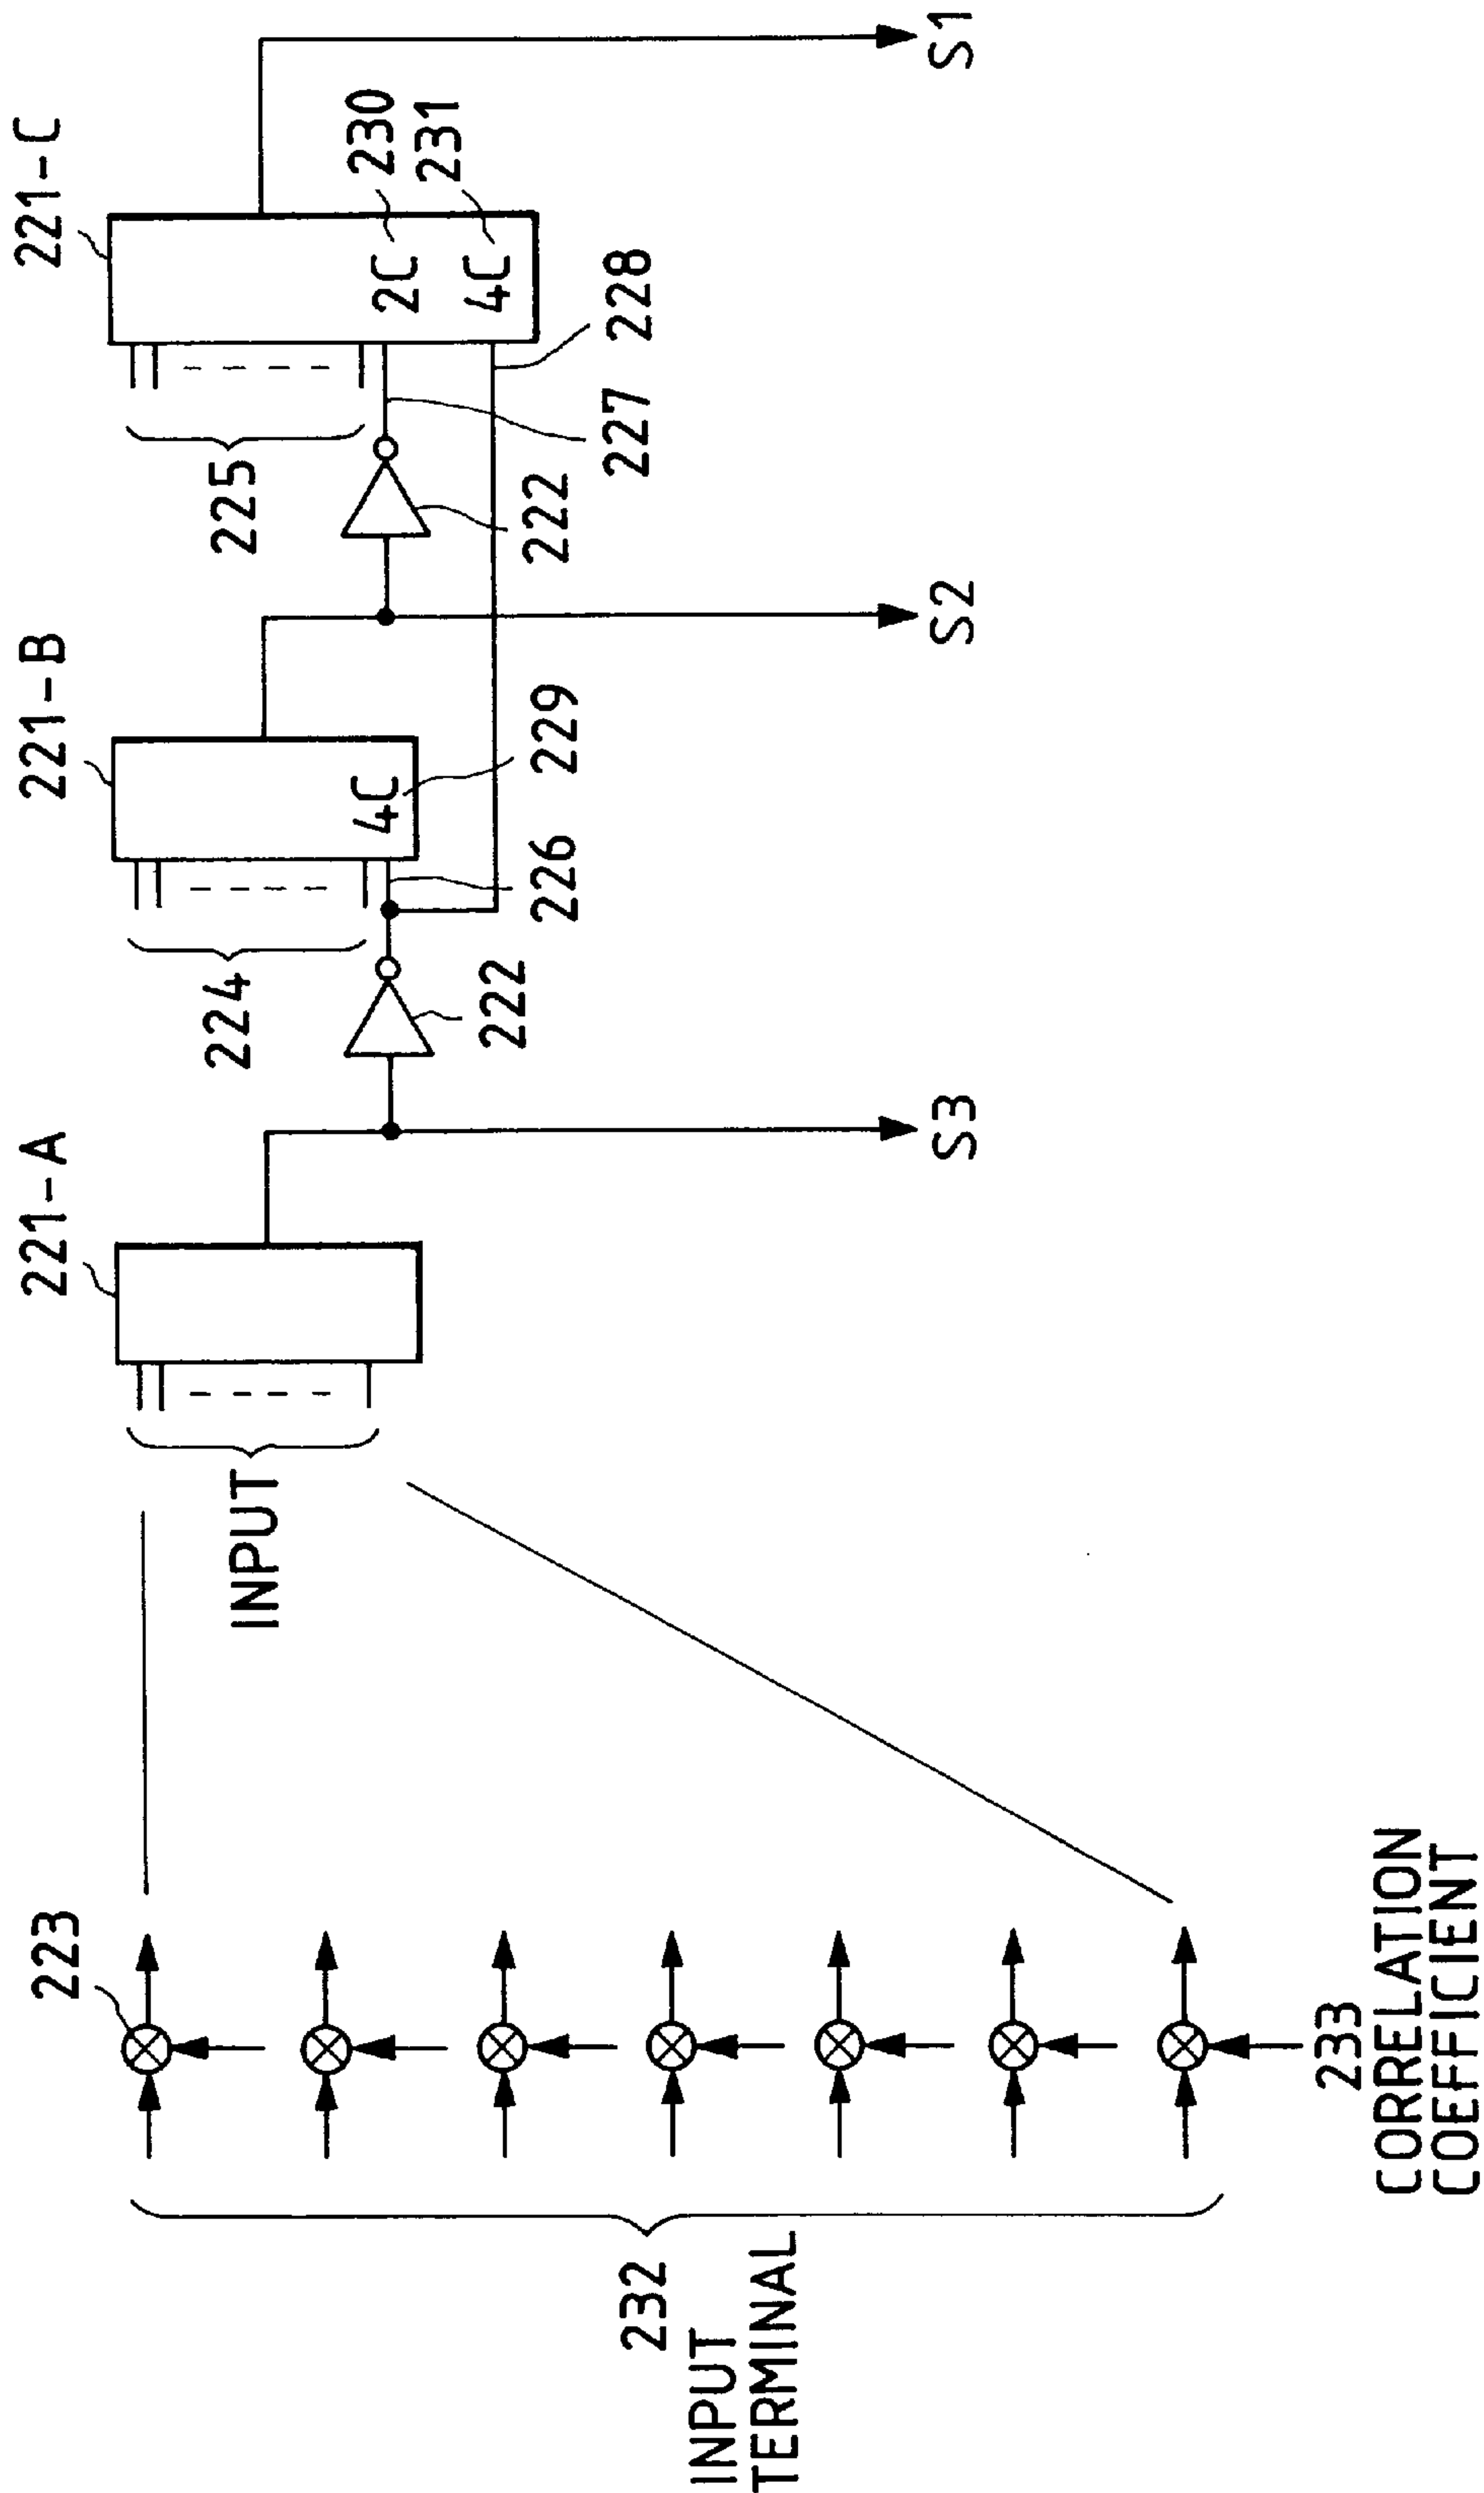 221-A
221-B
221-C
223
INPUT
224
225
4C
2C
4C
230
231
222
226
229
222
227
228
232
INPUT
TERMINAL
S3
S2
S1
233
CORRELATION
COEFFICIENT